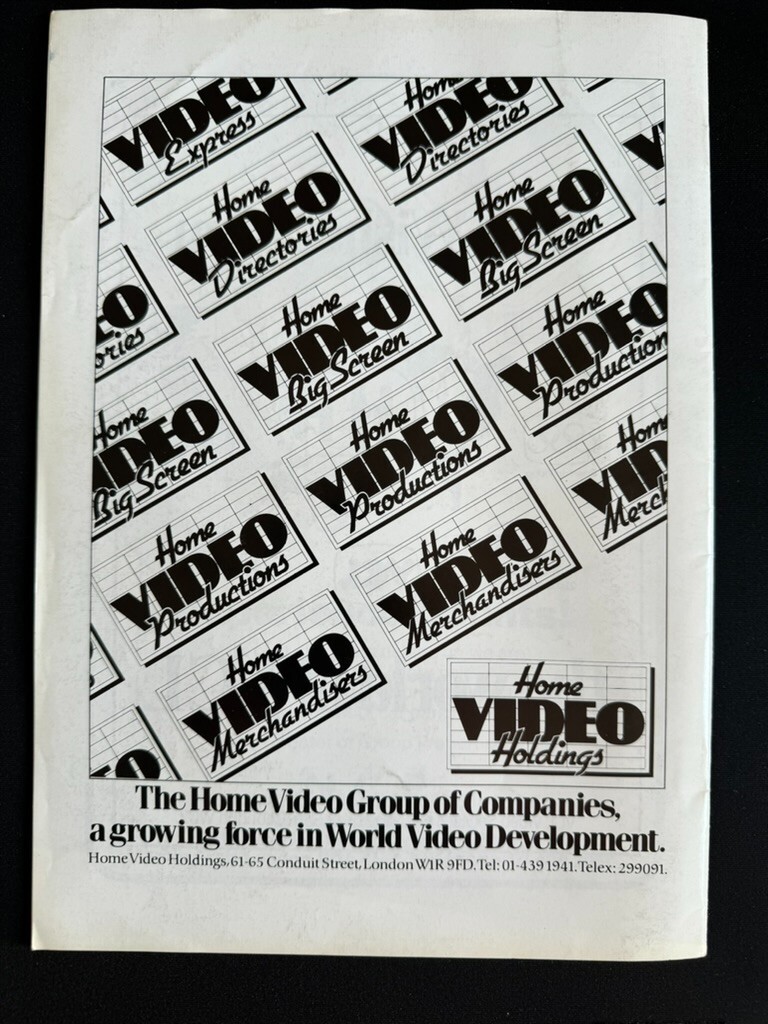 VIDEO
Express
Home
VIDEO
Directories
Home
VIDEO
Directories
Home
VIDEO
Big Screen
Home
VIDEO
Big Screen
Home
VIDEO
Production
Home
VIDEO
Big Screen
Home
VIDEO
Productions
Home
VIDEO
Productions
Home
VIDEO
Merchandisers
Home
VIDEO
Merchandisers
Home
VIDEO
Holdings
The Home Video Group of Companies,
a growing force in World Video Development.
Home Video Holdings, 61-65 Conduit Street, London W1R 9FD. Tel: 01-439 1941. Telex: 299091.